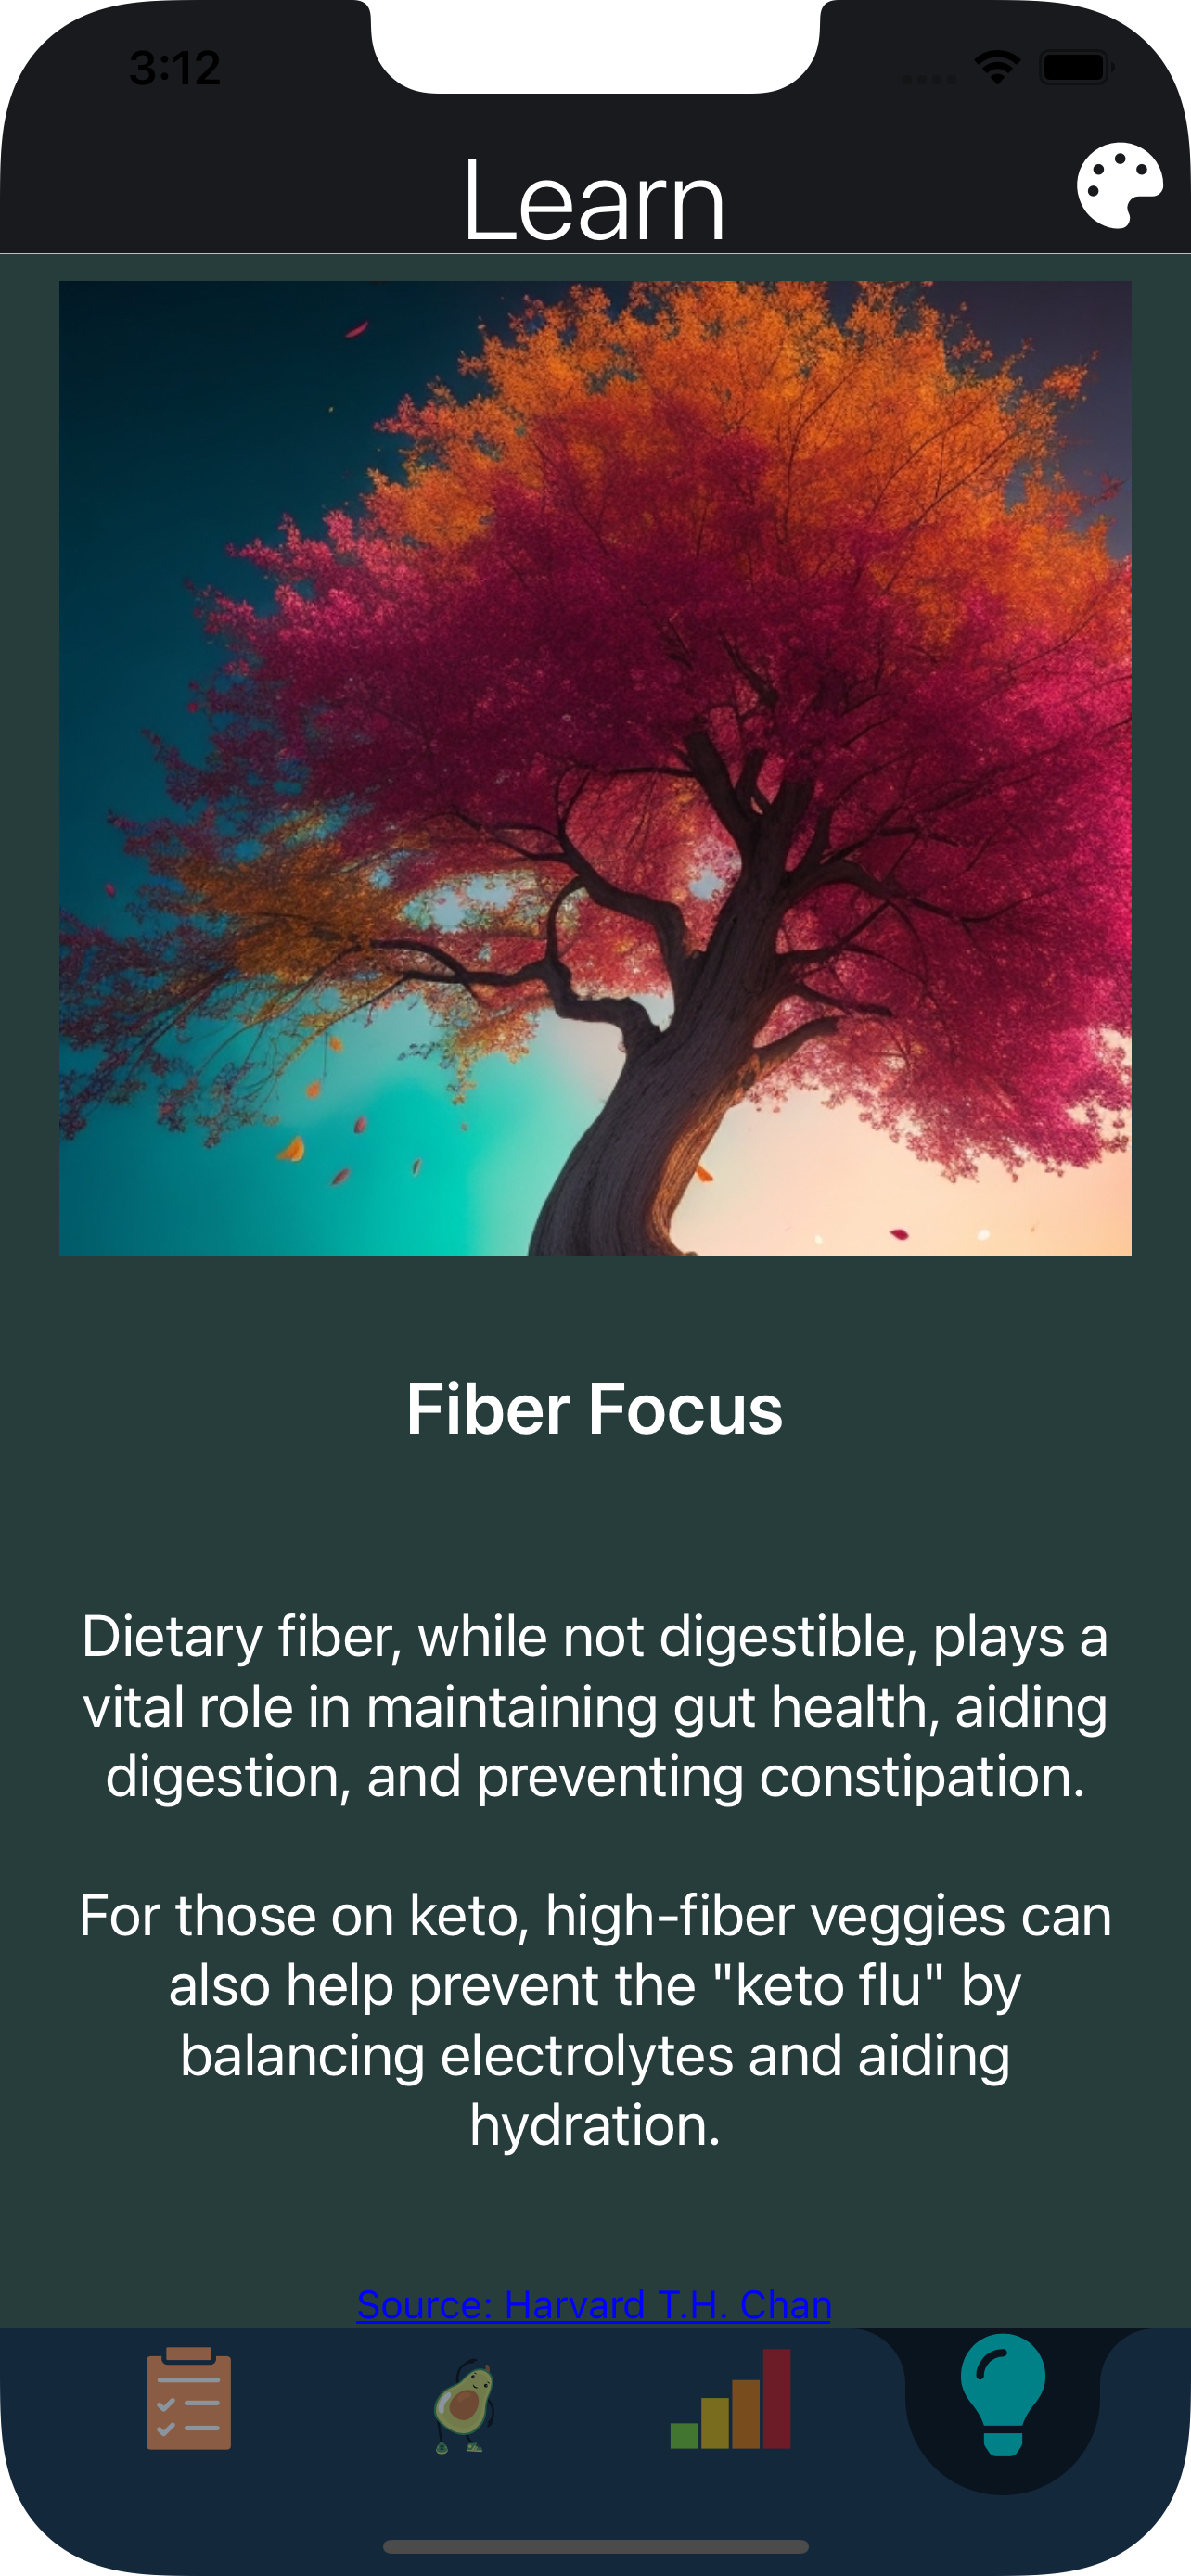 3:12
Learn
Fiber Focus
Dietary fiber, while not digestible, plays a
vital role in maintaining gut health, aiding
digestion, and preventing constipation.
For those on keto, high-fiber veggies can
also help prevent the "keto flu" by
balancing electrolytes and aiding
hydration.
Source: Harvard T.H. Chan